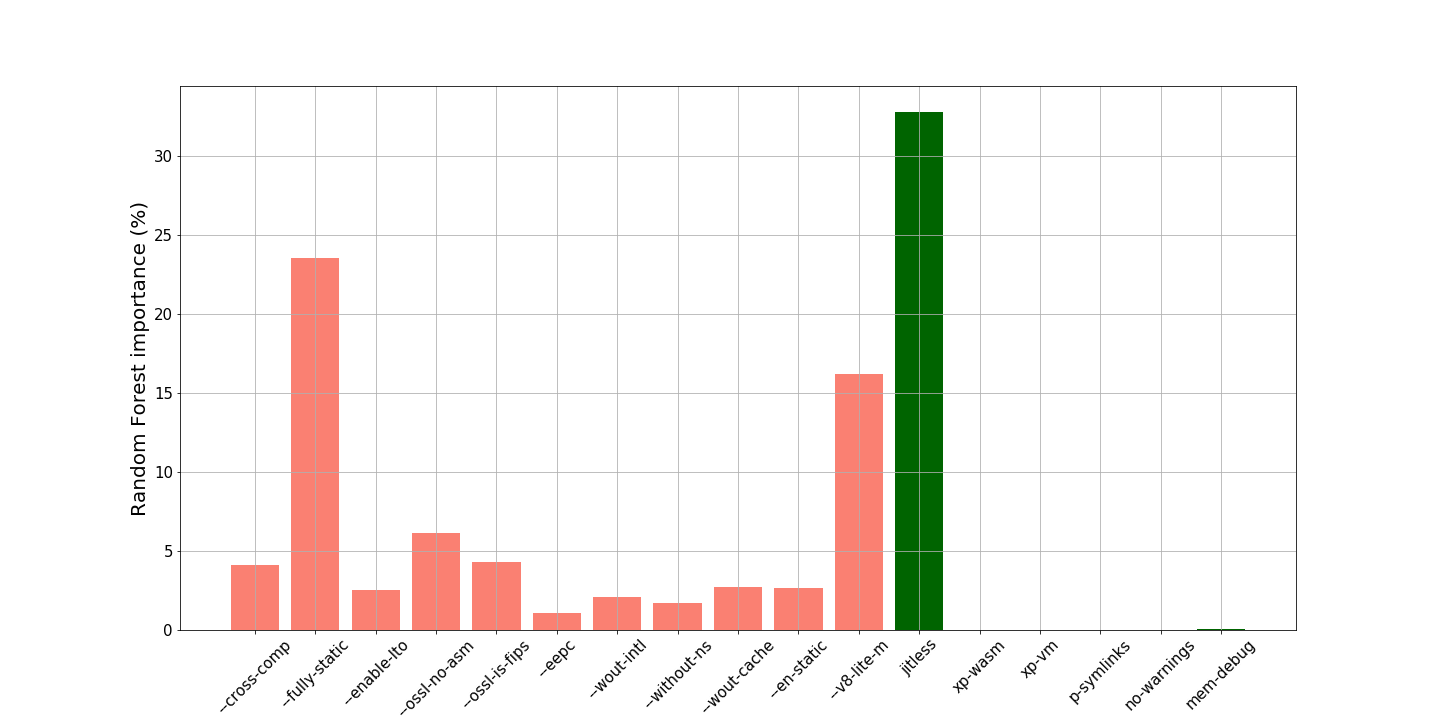 Random Forest importance (%)
30
25
20
15
10
5
0
--cross-comp
--fully-static
--enable-lto
--ossl-no-asm
--ossl-is-fips
--eepc
--wout-intl
--without-ns
--wout-cache
--en-static
--v8-lite-m
jitless
xp-wasm
xp-vm
p-symlinks
no-warnings
mem-debug